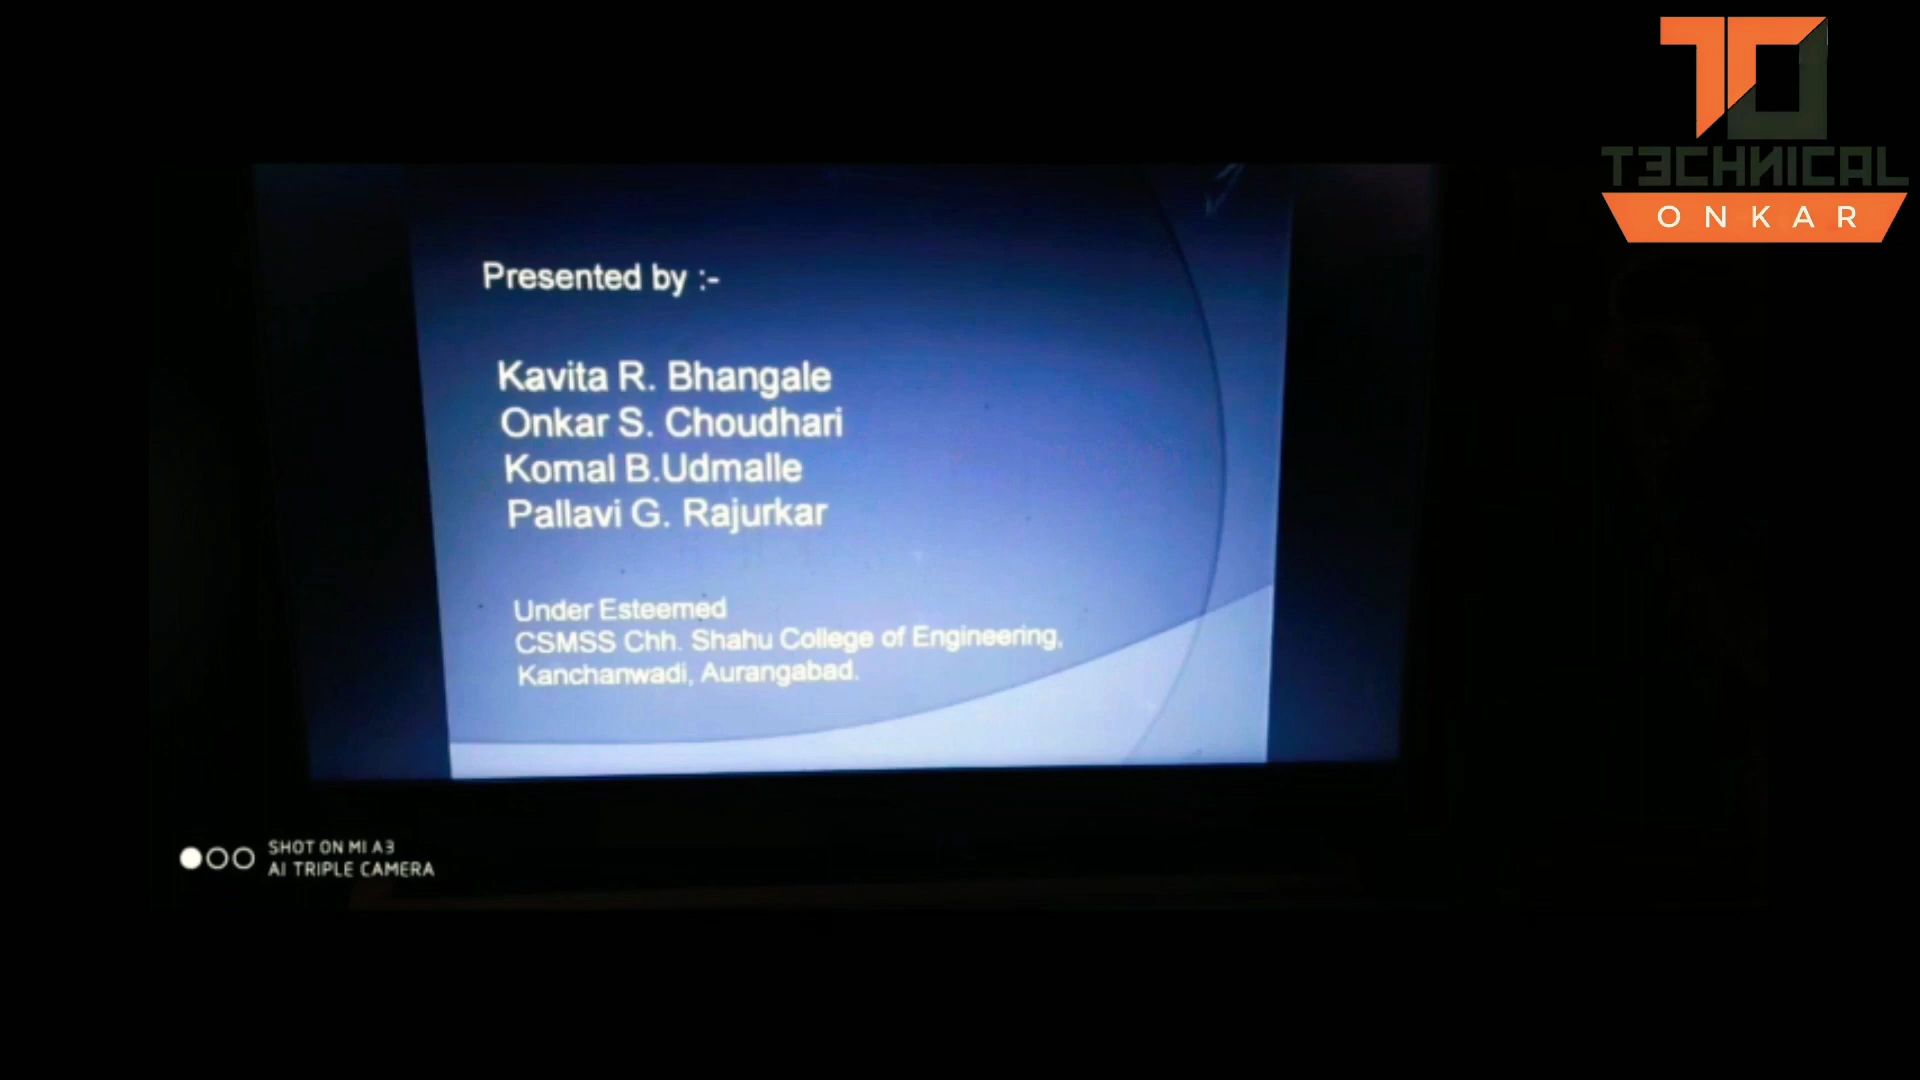 TECHNICAL
ONKAR
Presented by :-
Kavita R. Bhangale
Onkar S. Choudhari
Komal B.Udmalle
Pallavi G. Rajurkar
Under Esteemed
CSMSS Chh. Shahu College of Engineering,
Kanchanwadi, Aurangabad.
SHOT ON MI A3
AI TRIPLE CAMERA